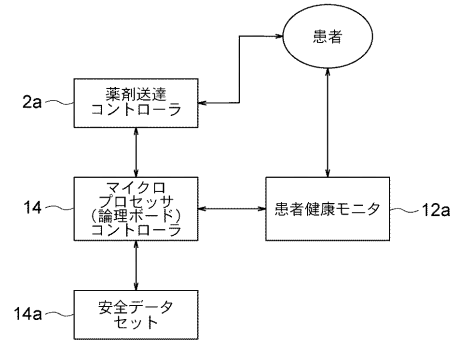 患者
薬剤送達
コントローラ
2a
マイクロ
プロセッサ
(論理ボード)
コントローラ
14
患者健康モニタ
12a
安全データ
セット
14a